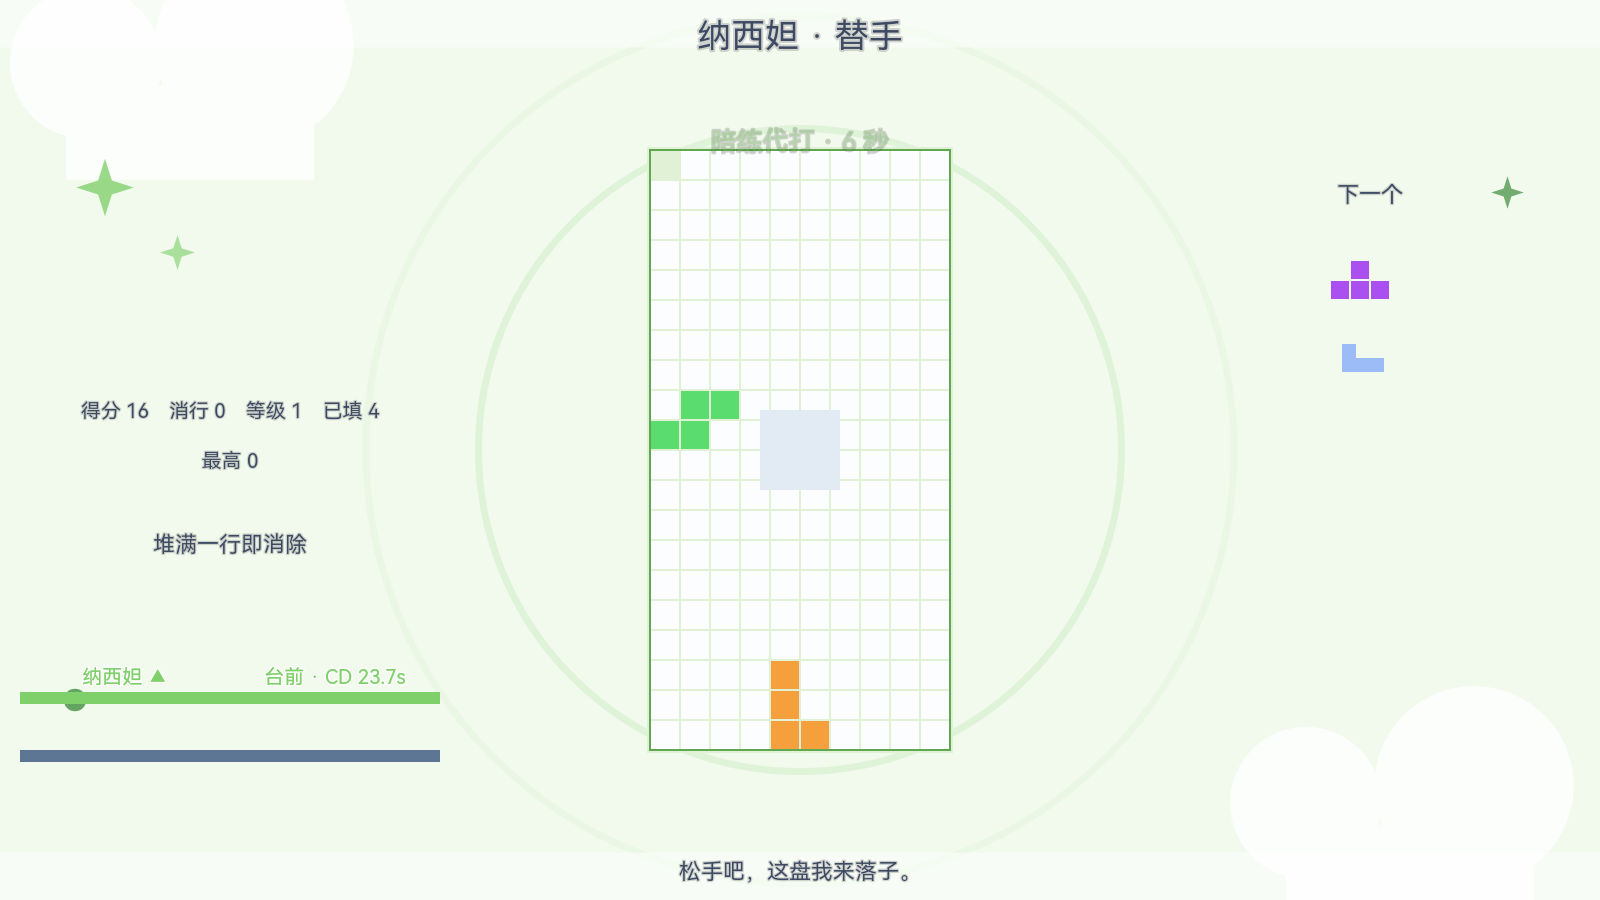 纳西妲 · 替手
陪练代打 · 6 秒
下一个
得分 16 消行 0 等级 1 已填 4
最高 0
堆满一行即消除
纳西妲 ▲ 台前 · CD 23.7s
松手吧，这盘我来落子。